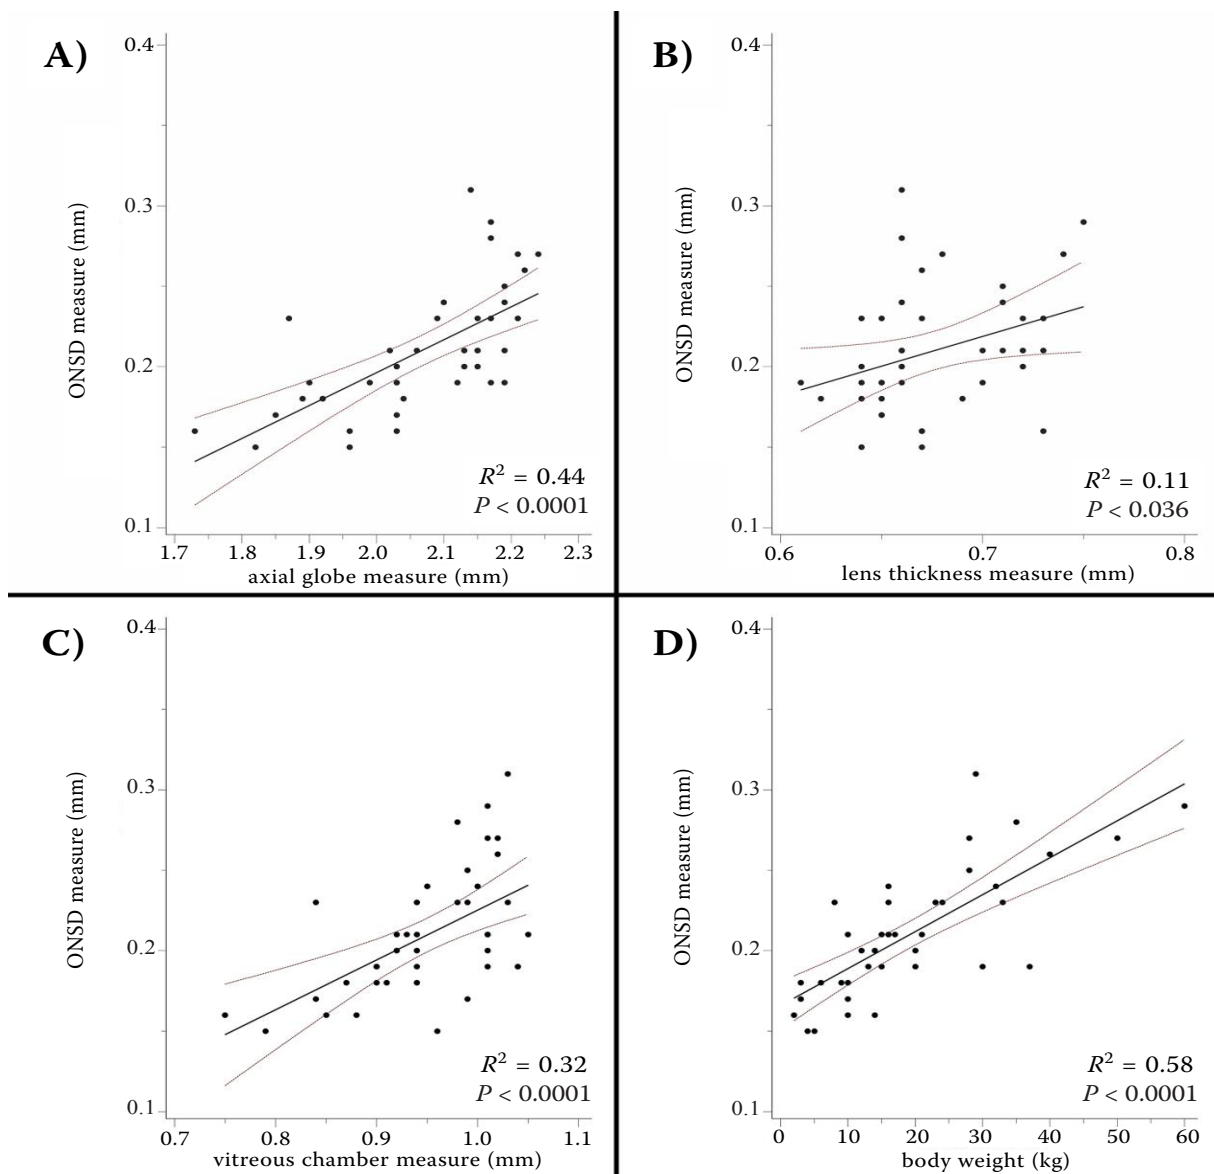 A)
0.4
0.3
0.2
0.1
ONSD measure (mm)
R² = 0.44
P < 0.0001
1.7 1.8 1.9 2.0 2.1 2.2 2.3
axial globe measure (mm)
B)
0.4
0.3
0.2
0.1
ONSD measure (mm)
R² = 0.11
P < 0.036
0.6 0.7 0.8
lens thickness measure (mm)
C)
0.4
0.3
0.2
0.1
ONSD measure (mm)
R² = 0.32
P < 0.0001
0.7 0.8 0.9 1.0 1.1
vitreous chamber measure (mm)
D)
0.4
0.3
0.2
0.1
ONSD measure (mm)
R² = 0.58
P < 0.0001
0 10 20 30 40 50 60
body weight (kg)